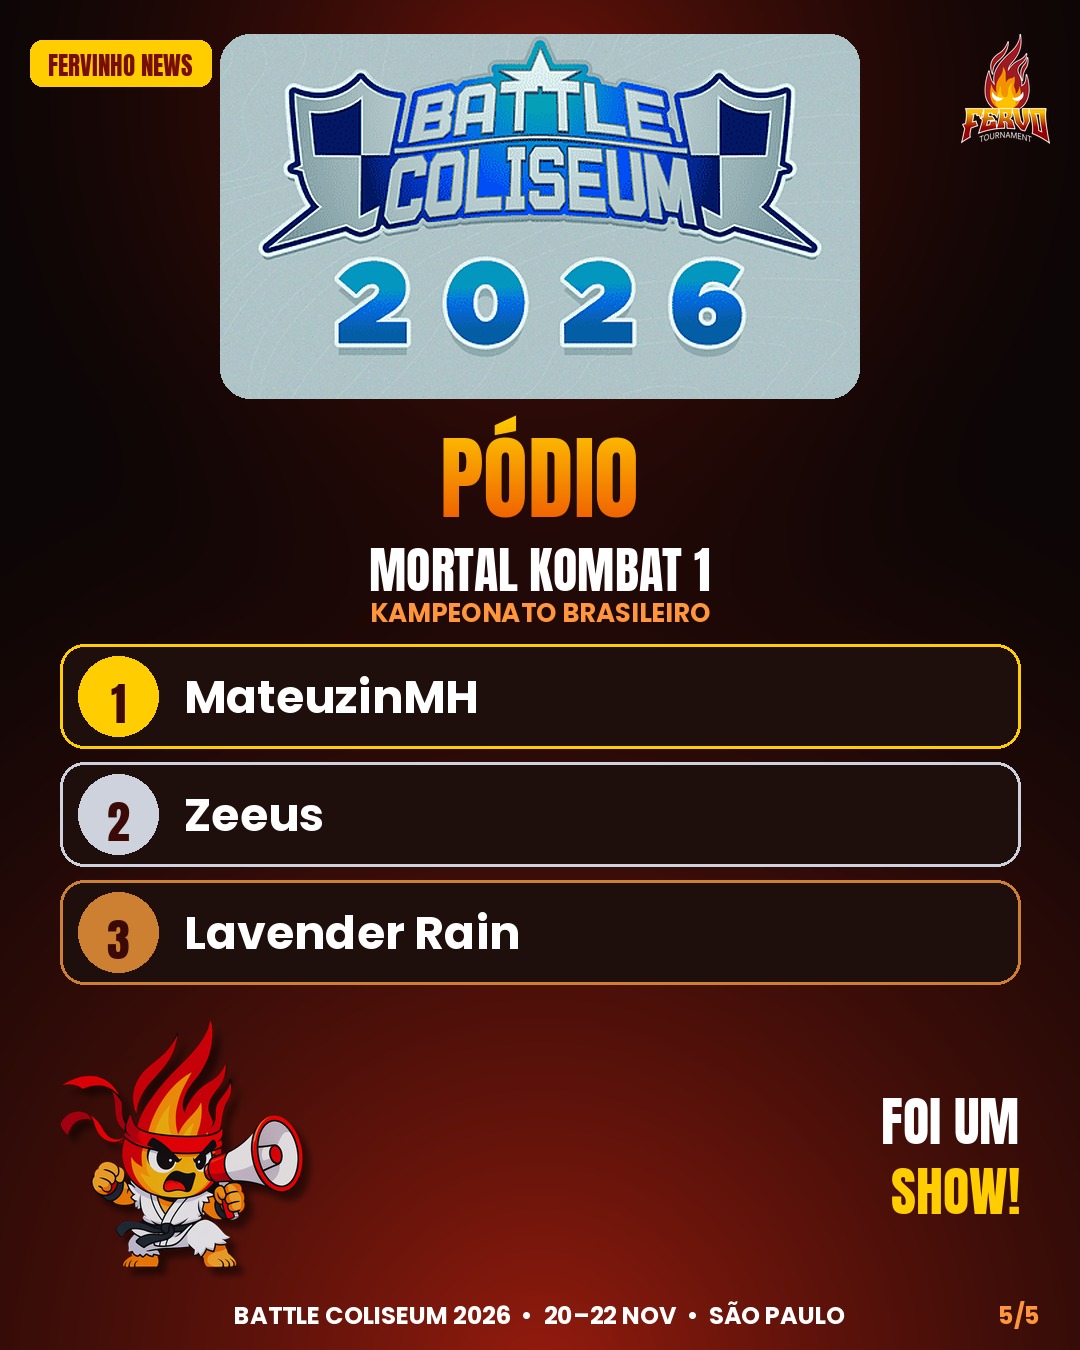 FERVINHO NEWS
BATTLE
COLISEUM
2026
FERVO
TOURNAMENT
PÓDIO
MORTAL KOMBAT 1
KAMPEONATO BRASILEIRO
1
MateuzinMH
2
Zeeus
3
Lavender Rain
FOI UM
SHOW!
BATTLE COLISEUM 2026 • 20–22 NOV • SÃO PAULO
5/5